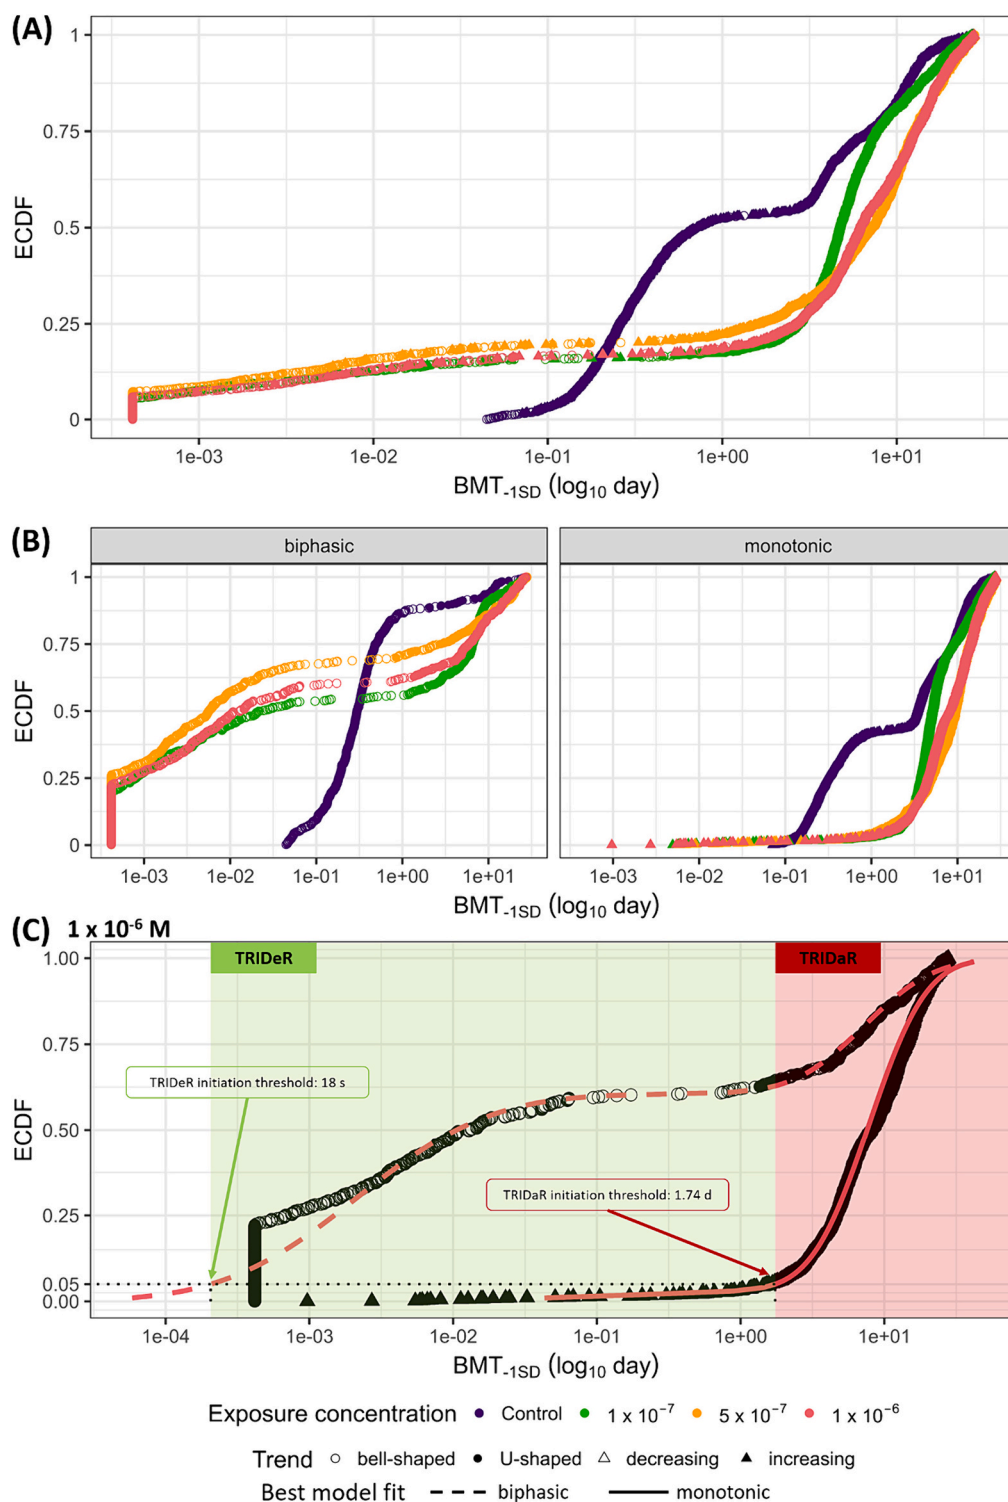 (A)
1
0.75
0.5
0.25
0
ECDF
1e-03 1e-02 1e-01 1e+00 1e+01
BMT-1SD (log10 day)
(B)
biphasic monotonic
1
0.75
0.5
0.25
0
ECDF
1e-03 1e-02 1e-01 1e+00 1e+01 1e-03 1e-02 1e-01 1e+00 1e+01
BMT-1SD (log10 day)
(C) 1 x 10⁻⁶ M
TRIDeR TRIDaR
1.00
0.75
0.50
0.25
0.05
0.00
ECDF
TRIDeR initiation threshold: 18 s
TRIDaR initiation threshold: 1.74 d
1e-04 1e-03 1e-02 1e-01 1e+00 1e+01
BMT-1SD (log10 day)
Exposure concentration Control 1 x 10⁻⁷ 5 x 10⁻⁷ 1 x 10⁻⁶
Trend bell-shaped U-shaped decreasing increasing
Best model fit biphasic monotonic